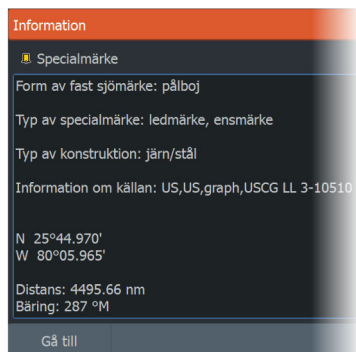 Information
Specialmärke
Form av fast sjömärke: pålboj
Typ av specialmärke: ledmärke, ensmärke
Typ av konstruktion: järn/stål
Information om källan: US,US,graph,USCG LL 3-10510
N 25°44.970'
W 80°05.965'
Distans: 4495.66 nm
Bäring: 287 °M
Gå till